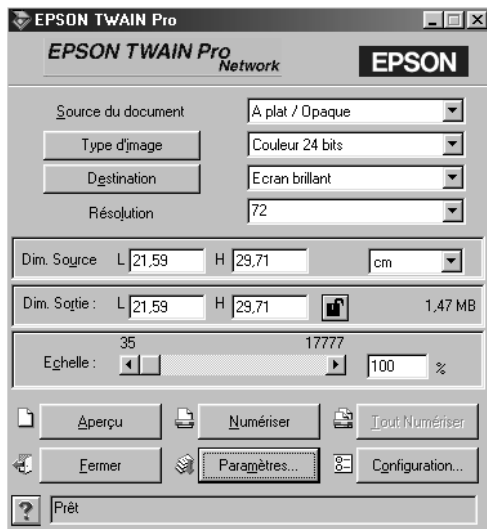 EPSON TWAIN Pro
EPSON TWAIN Pro
Network
EPSON
Source du document A plat / Opaque
Type d'image Couleur 24 bits
Destination Ecran brillant
Résolution 72
Dim. Source L 21,59 H 29,71 cm
Dim. Sortie : L 21,59 H 29,71 1,47 MB
35 17777
Echelle : 100 %
Aperçu Numériser Tout Numériser
Fermer Paramètres... Configuration...
? Prêt